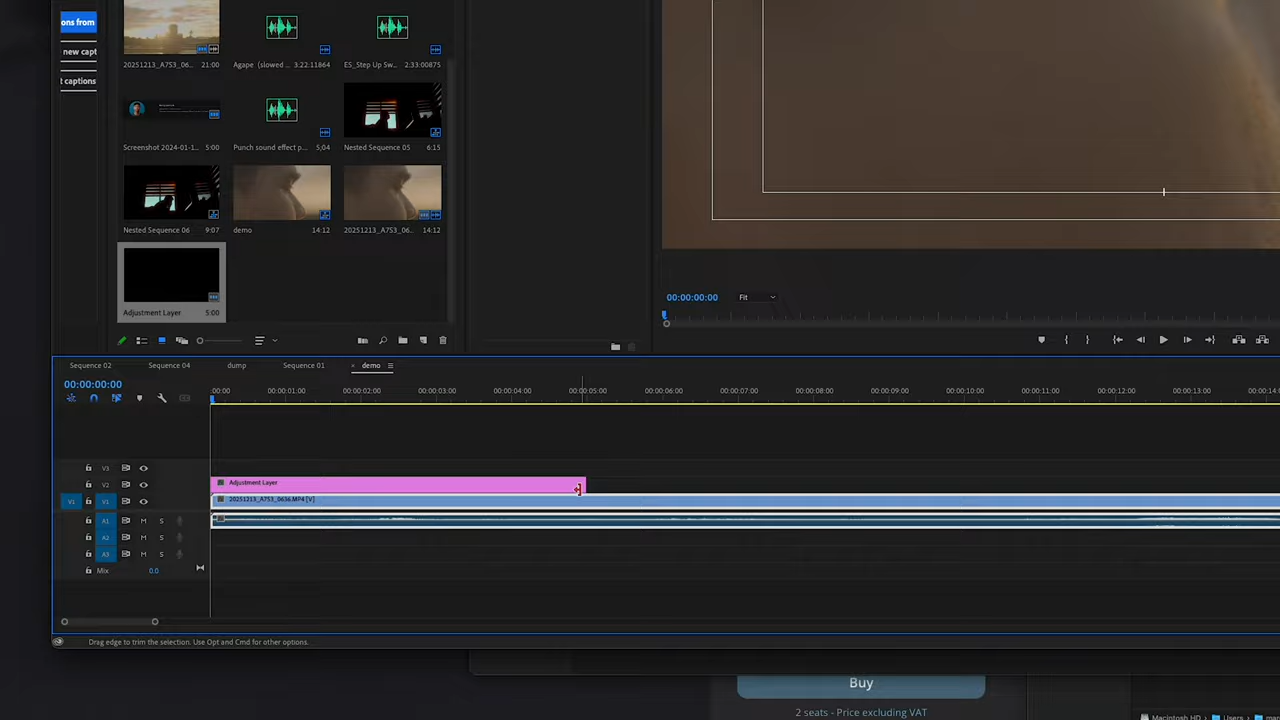 ons from
new capt
t captions
20251213_A7S3_06... 21:00
Agape (slowed ... 3:22:11864
ES_Step Up Sw... 2:33:00875
Screenshot 2024-01-1... 5:00
Punch sound effect p... 5;04
Nested Sequence 05 6:15
Nested Sequence 06 9:07
demo 14:12
20251213_A7S3_06... 14:12
Adjustment Layer 5:00
00:00:00:00 Fit
Sequence 02 Sequence 04 dump Sequence 01 × demo
00:00:00:00
:00:00 00:00:01:00 00:00:02:00 00:00:03:00 00:00:04:00 00:00:05:00 00:00:06:00 00:00:07:00 00:00:08:00 00:00:09:00 00:00:10:00 00:00:11:00 00:00:12:00 00:00:13:00 00:00:14:
V3
V2 Adjustment Layer
V1 V1 20251213_A7S3_0636.MP4 [V]
A1 M S
A2 M S
A3 M S
Mix 0.0
Drag edge to trim the selection. Use Opt and Cmd for other options.
Buy
2 seats - Price excluding VAT
Macintosh HD › Users ›